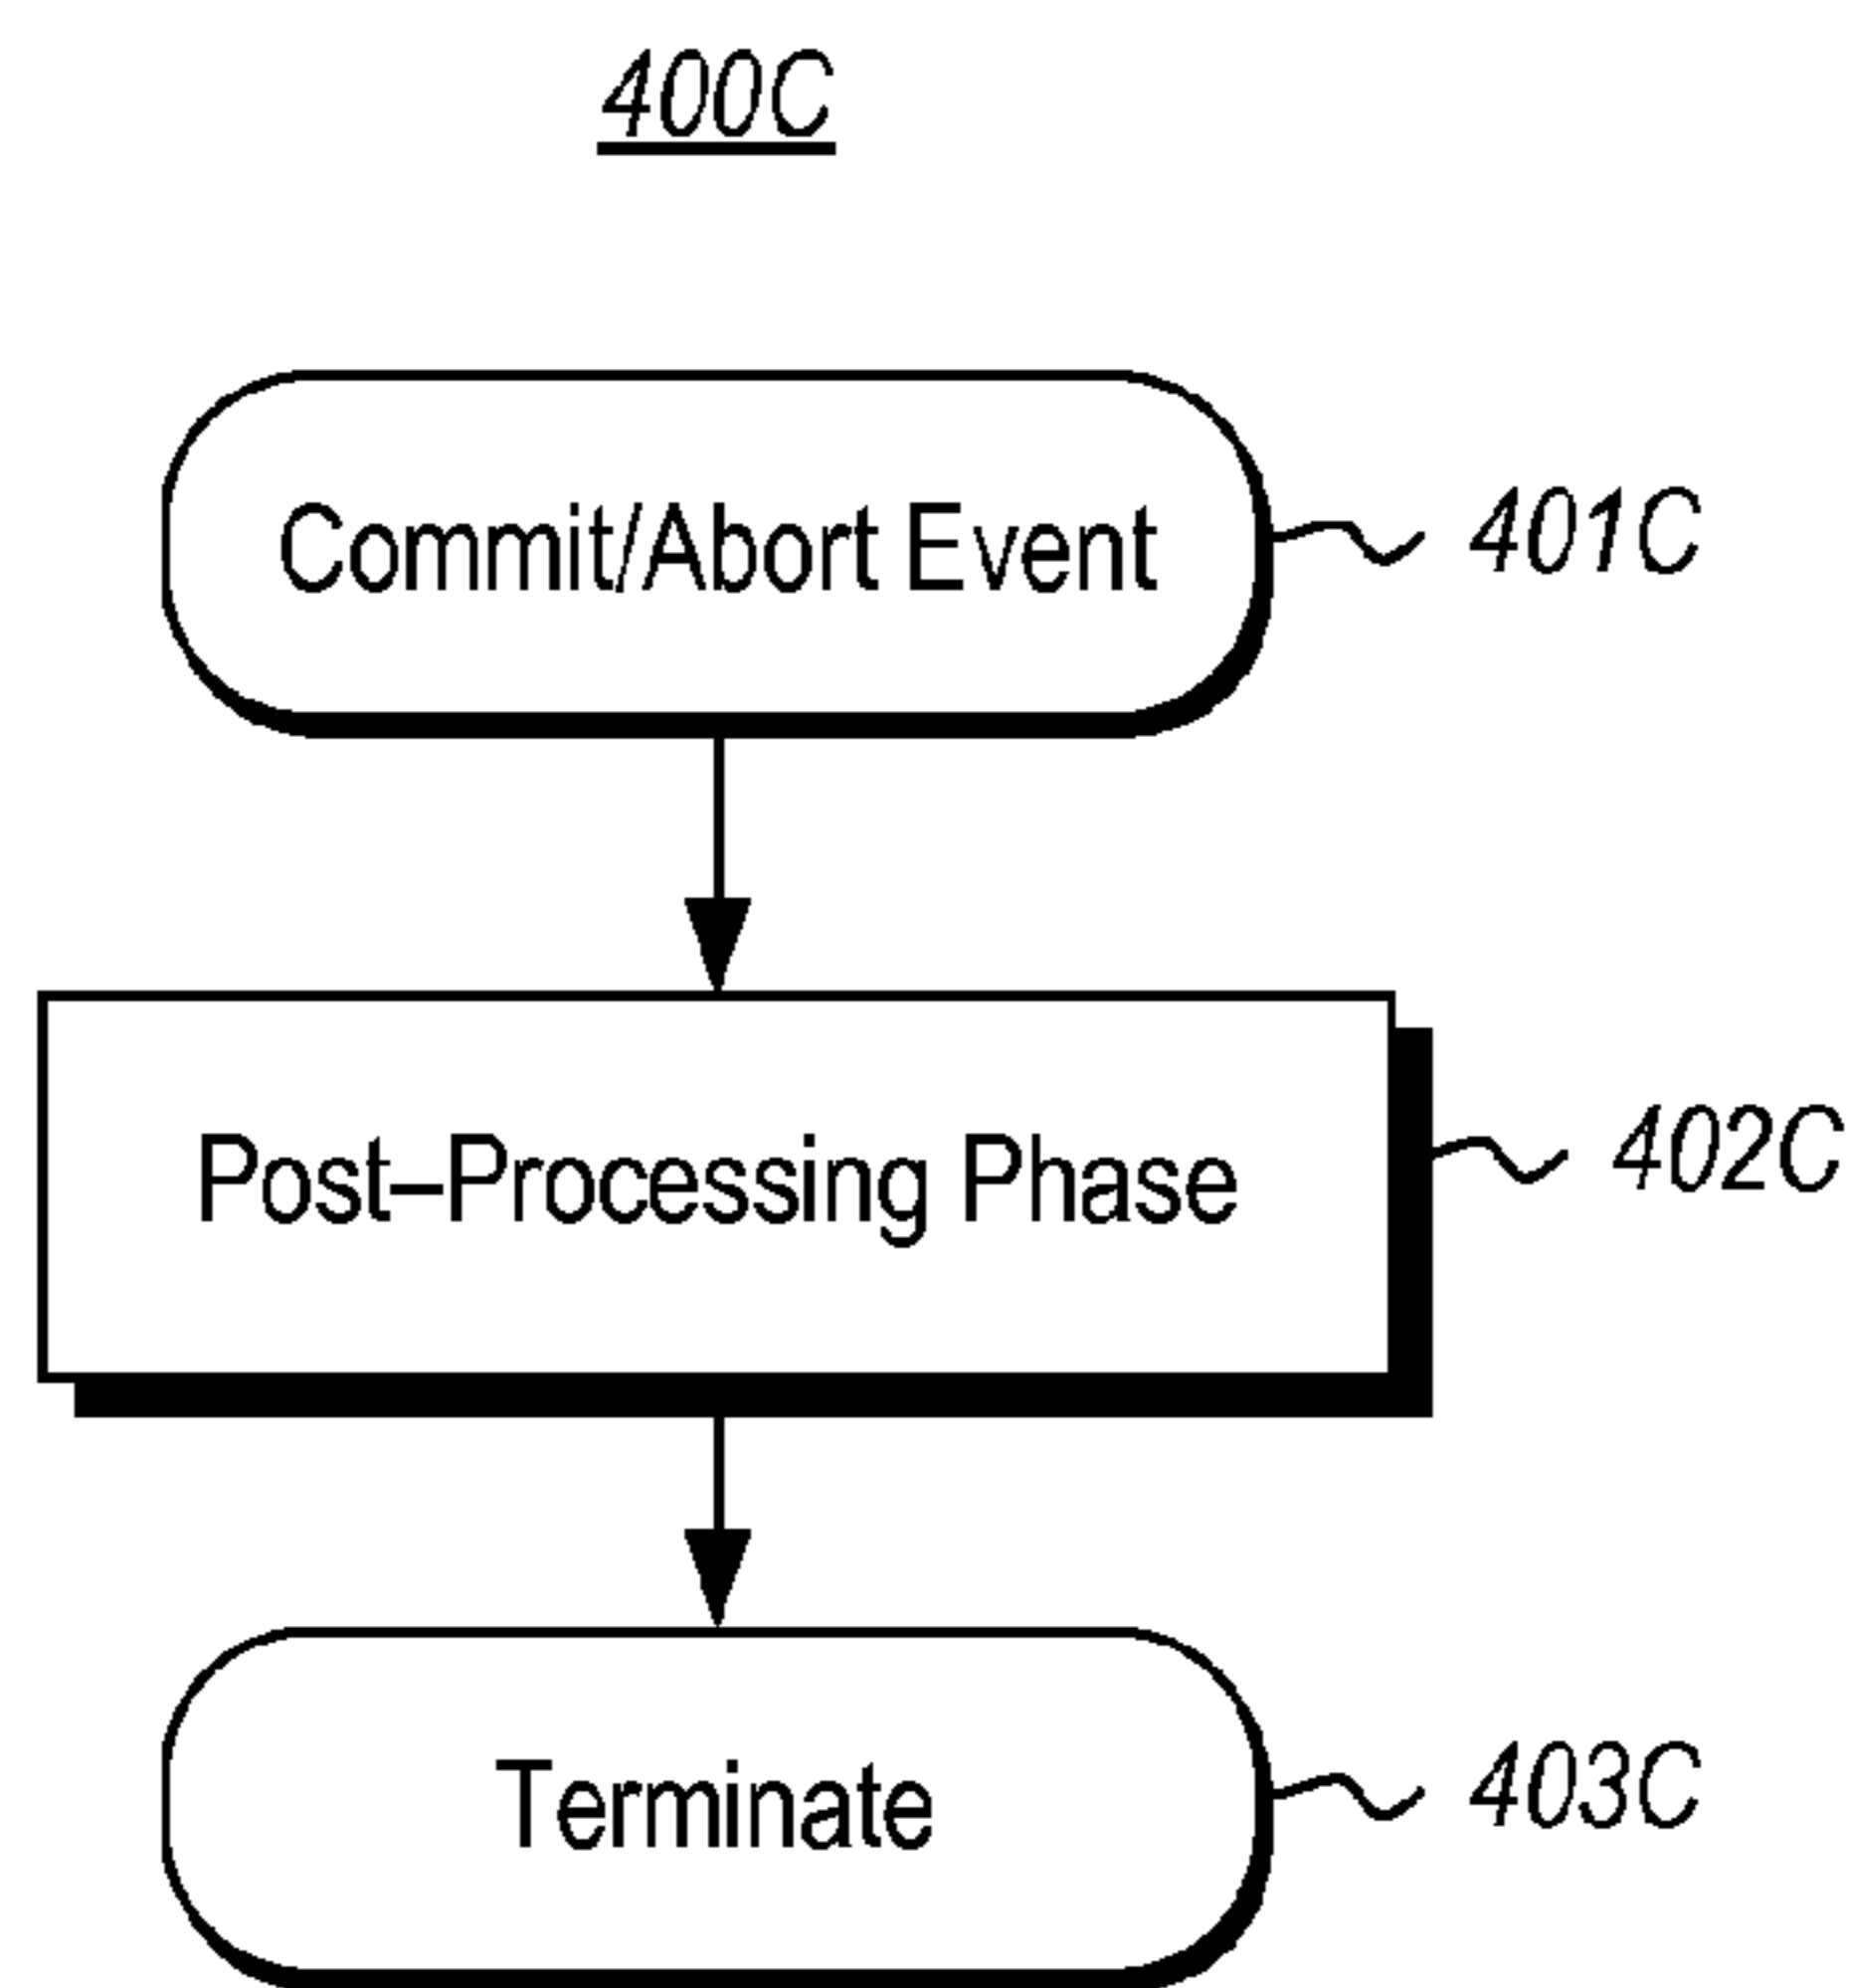 400C
Commit/Abort Event
401C
Post–Processing Phase
402C
Terminate
403C